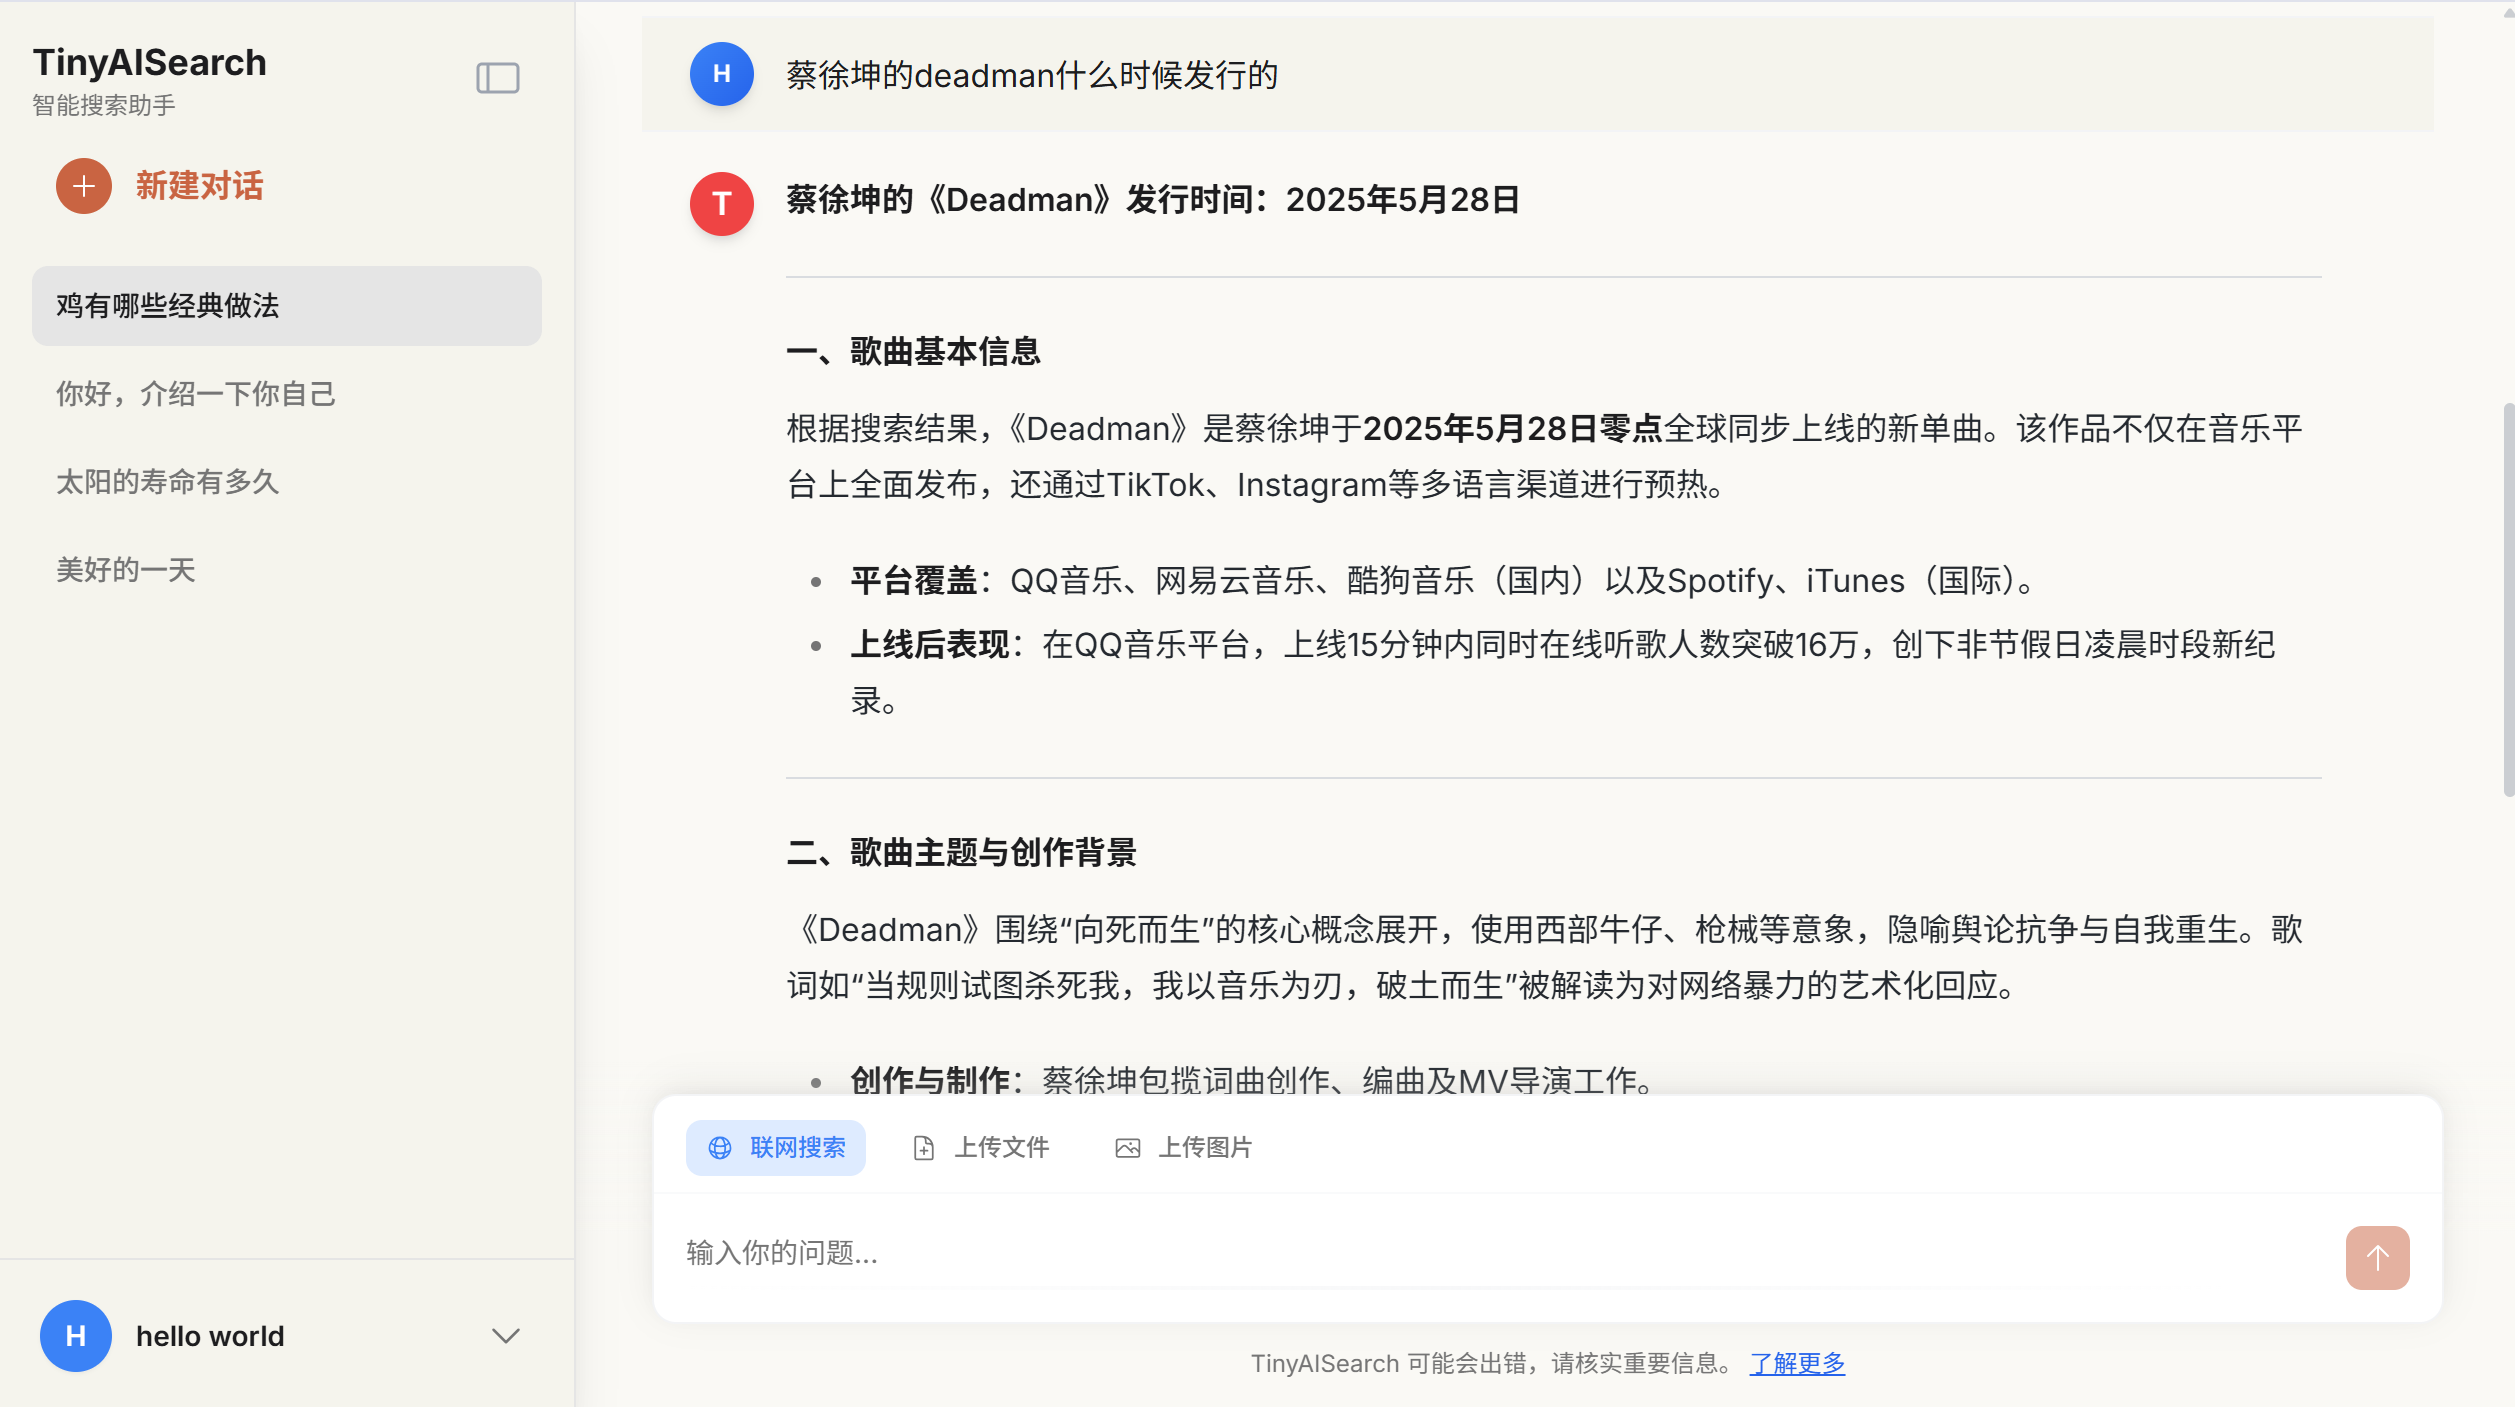 TinyAISearch
智能搜索助手
新建对话
鸡有哪些经典做法
你好，介绍一下你自己
太阳的寿命有多久
美好的一天
H
hello world
H
蔡徐坤的deadman什么时候发行的
T
蔡徐坤的《Deadman》发行时间：2025年5月28日
一、歌曲基本信息
根据搜索结果，《Deadman》是蔡徐坤于2025年5月28日零点全球同步上线的新单曲。该作品不仅在音乐平
台上全面发布，还通过TikTok、Instagram等多语言渠道进行预热。
平台覆盖：QQ音乐、网易云音乐、酷狗音乐（国内）以及Spotify、iTunes（国际）。
上线后表现：在QQ音乐平台，上线15分钟内同时在线听歌人数突破16万，创下非节假日凌晨时段新纪
录。
二、歌曲主题与创作背景
《Deadman》围绕“向死而生”的核心概念展开，使用西部牛仔、枪械等意象，隐喻舆论抗争与自我重生。歌
词如“当规则试图杀死我，我以音乐为刃，破土而生”被解读为对网络暴力的艺术化回应。
创作与制作：蔡徐坤包揽词曲创作、编曲及MV导演工作。
联网搜索
上传文件
上传图片
输入你的问题...
TinyAISearch 可能会出错，请核实重要信息。 了解更多